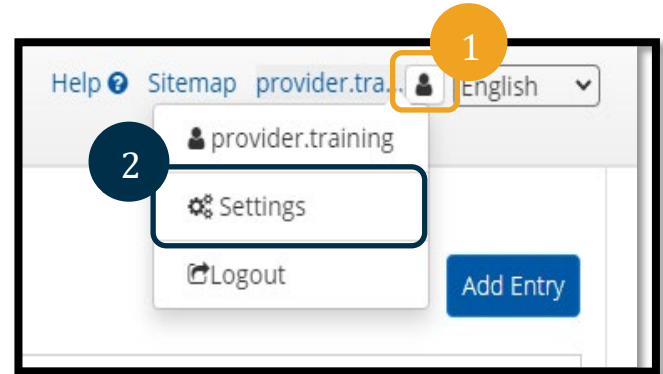 1
Help Sitemap provider.tra... English
provider.training
2
Settings
Logout
Add Entry